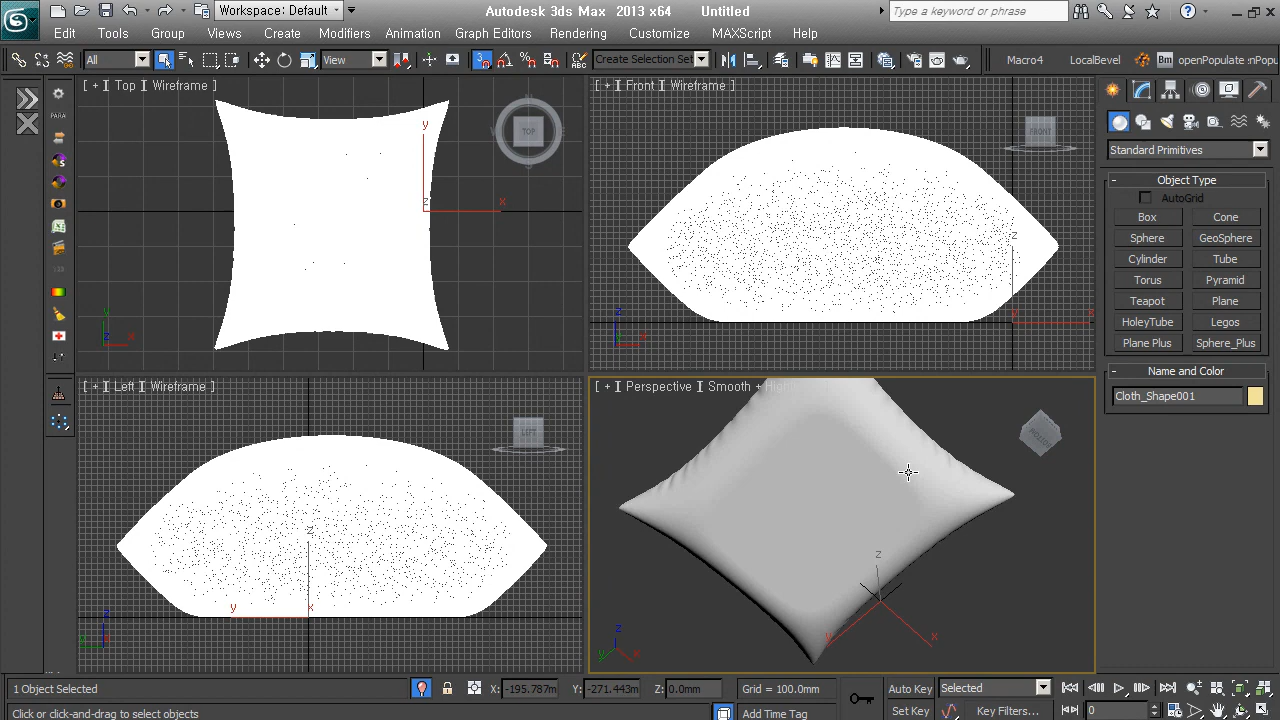 Workspace: Default
Autodesk 3ds Max 2013 x64 Untitled
Type a keyword or phrase
Edit Tools Group Views Create Modifiers Animation Graph Editors Rendering Customize MAXScript Help
All View Create Selection Set Macro4 LocalBevel openPopulate nPopu
PARA
[ + ] Top ] Wireframe ]
TOP
y
x
z
[ + ] Front ] Wireframe ]
FRONT
z
x
[ + ] Left ] Wireframe ]
LEFT
z
y
x
[ + ] Perspective ] Smooth + High
z
y
x
Standard Primitives
- Object Type
AutoGrid
Box Cone
Sphere GeoSphere
Cylinder Tube
Torus Pyramid
Teapot Plane
HoleyTube Legos
Plane Plus Sphere_Plus
- Name and Color
Cloth_Shape001
1 Object Selected X: -195.787m Y: -271.443m Z: 0.0mm Grid = 100.0mm Auto Key Selected
Click or click-and-drag to select objects Add Time Tag Set Key Key Filters... 0